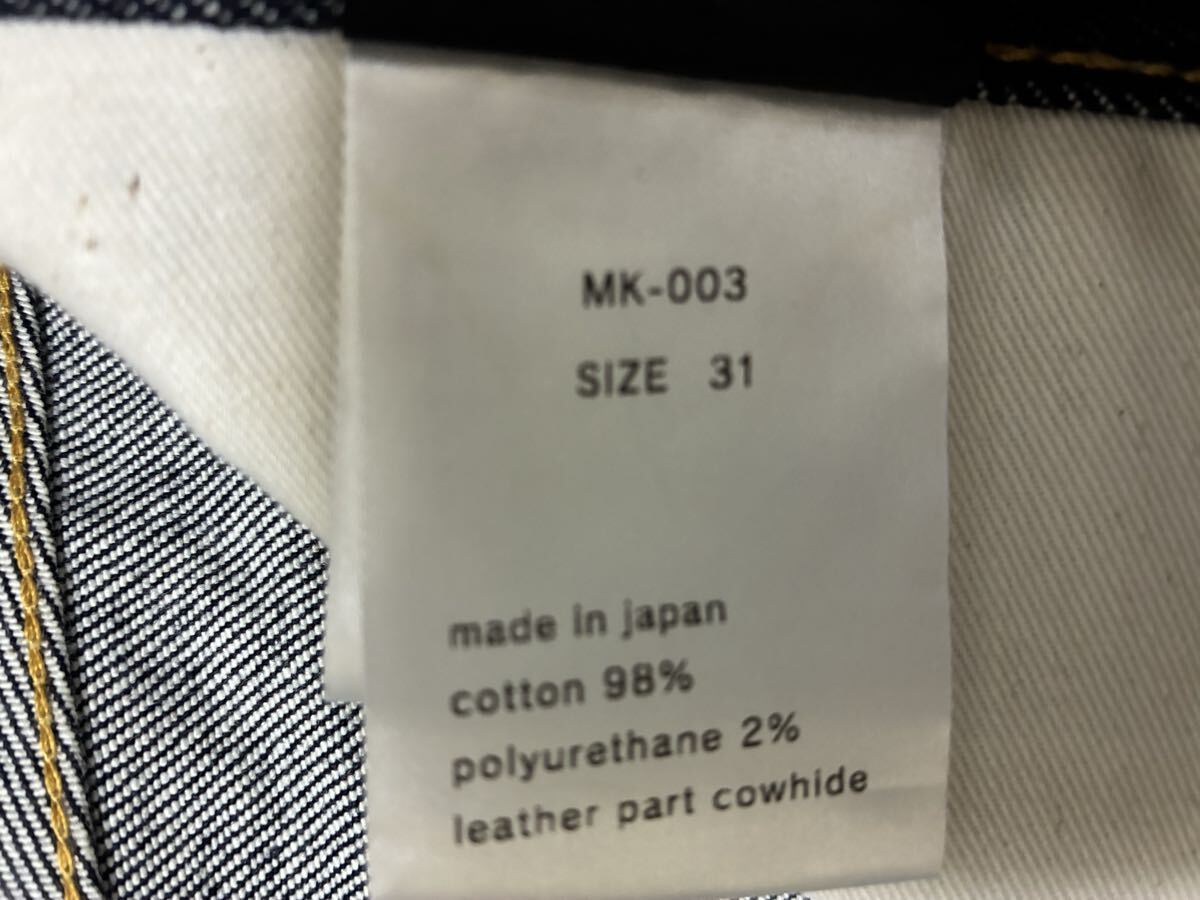 MK-003
SIZE 31
made in japan
cotton 98%
polyurethane 2%
leather part cowhide